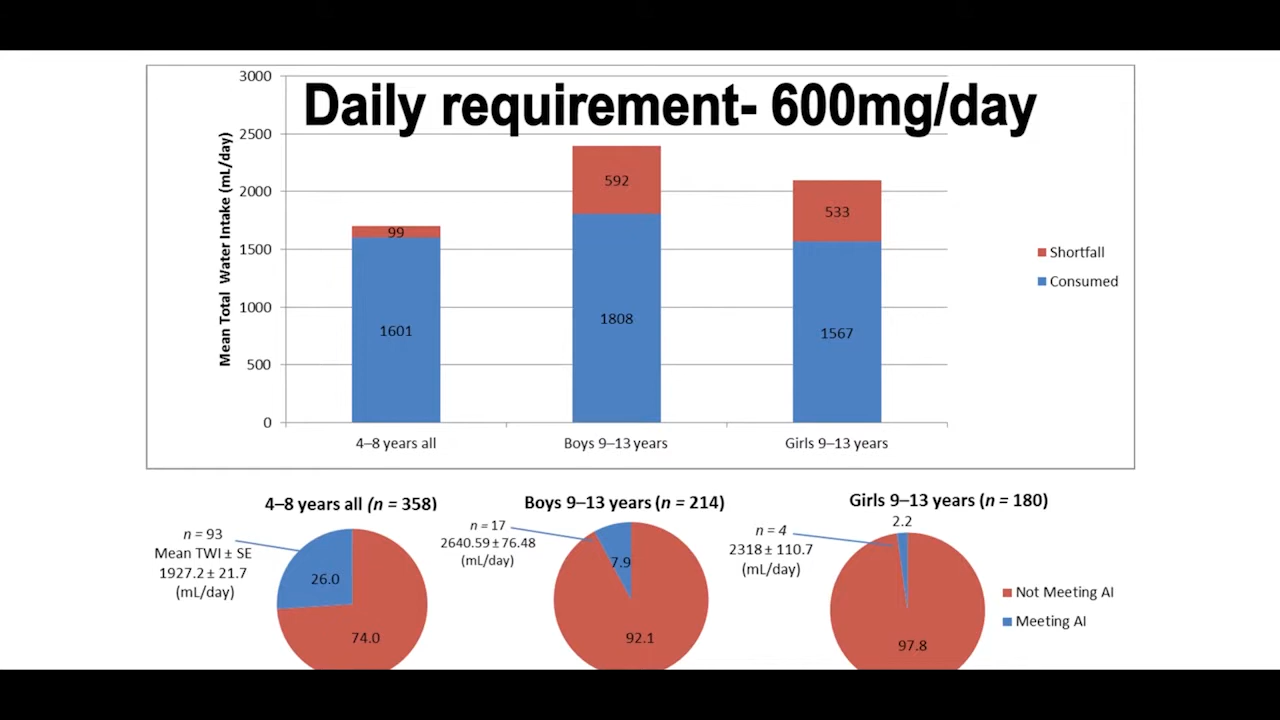 Daily requirement- 600mg/day
3000
2500
2000
1500
1000
500
0
Mean Total Water Intake (mL/day)
99
1601
592
1808
533
1567
Shortfall
Consumed
4–8 years all
Boys 9–13 years
Girls 9–13 years
4–8 years all (n = 358)
n = 93
Mean TWI ± SE
1927.2 ± 21.7
(mL/day)
26.0
74.0
Boys 9–13 years (n = 214)
n = 17
2640.59 ± 76.48
(mL/day)
7.9
92.1
Girls 9–13 years (n = 180)
2.2
n = 4
2318 ± 110.7
(mL/day)
97.8
Not Meeting AI
Meeting AI